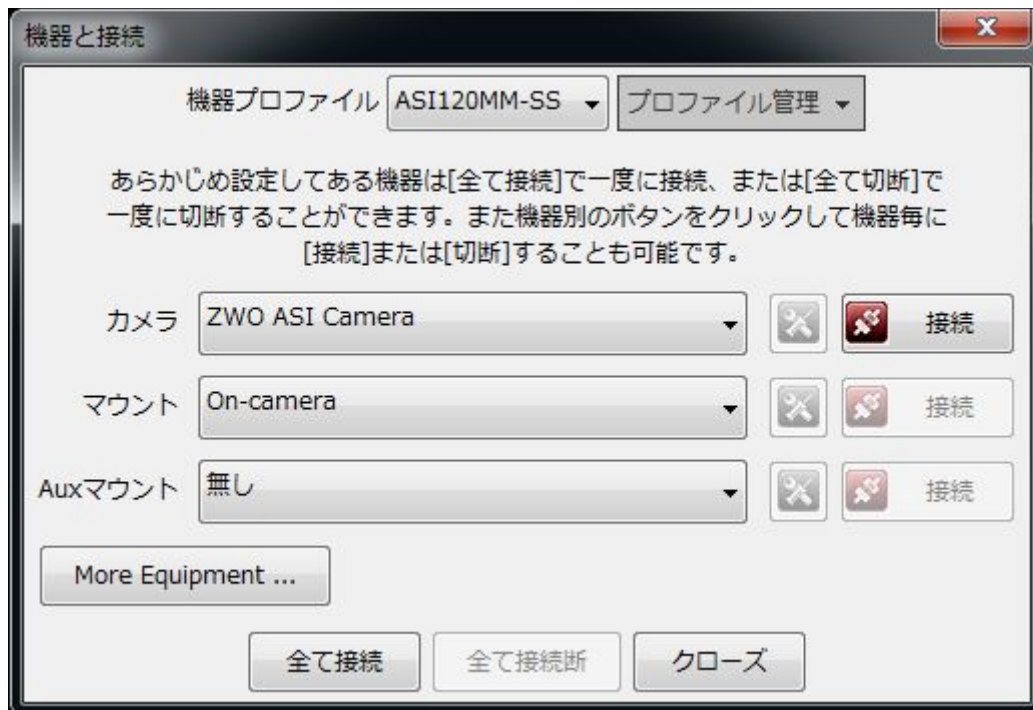 機器と接続
機器プロファイル ASI120MM-SS プロファイル管理
あらかじめ設定してある機器は[全て接続]で一度に接続、または[全て切断]で
一度に切断することができます。また機器別のボタンをクリックして機器毎に
[接続]または[切断]することも可能です。
カメラ ZWO ASI Camera 接続
マウント On-camera 接続
Auxマウント 無し 接続
More Equipment ...
全て接続 全て接続断 クローズ